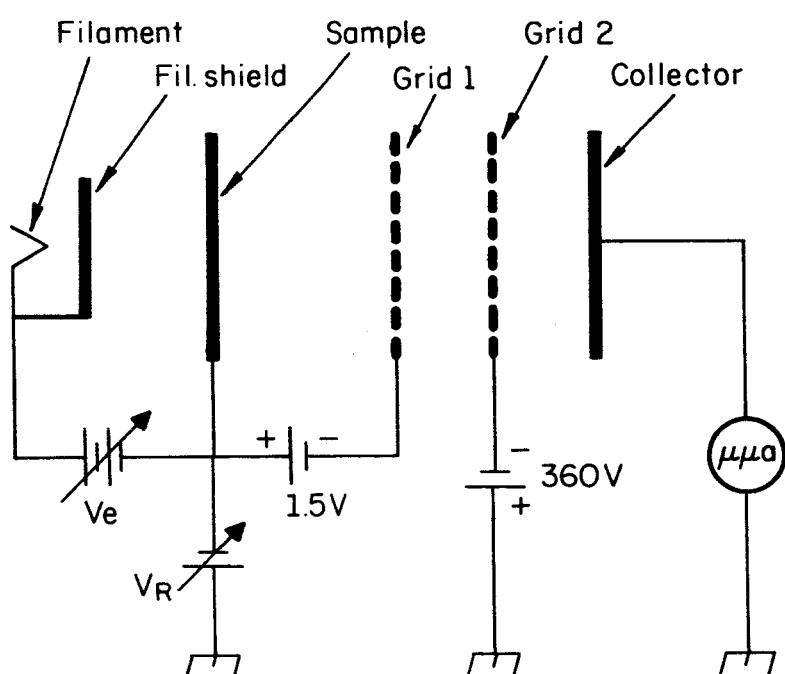 Filament
Sample
Grid 2
Fil. shield
Grid 1
Collector
+ -
-
360V
+
μμa
Ve
1.5V
VR